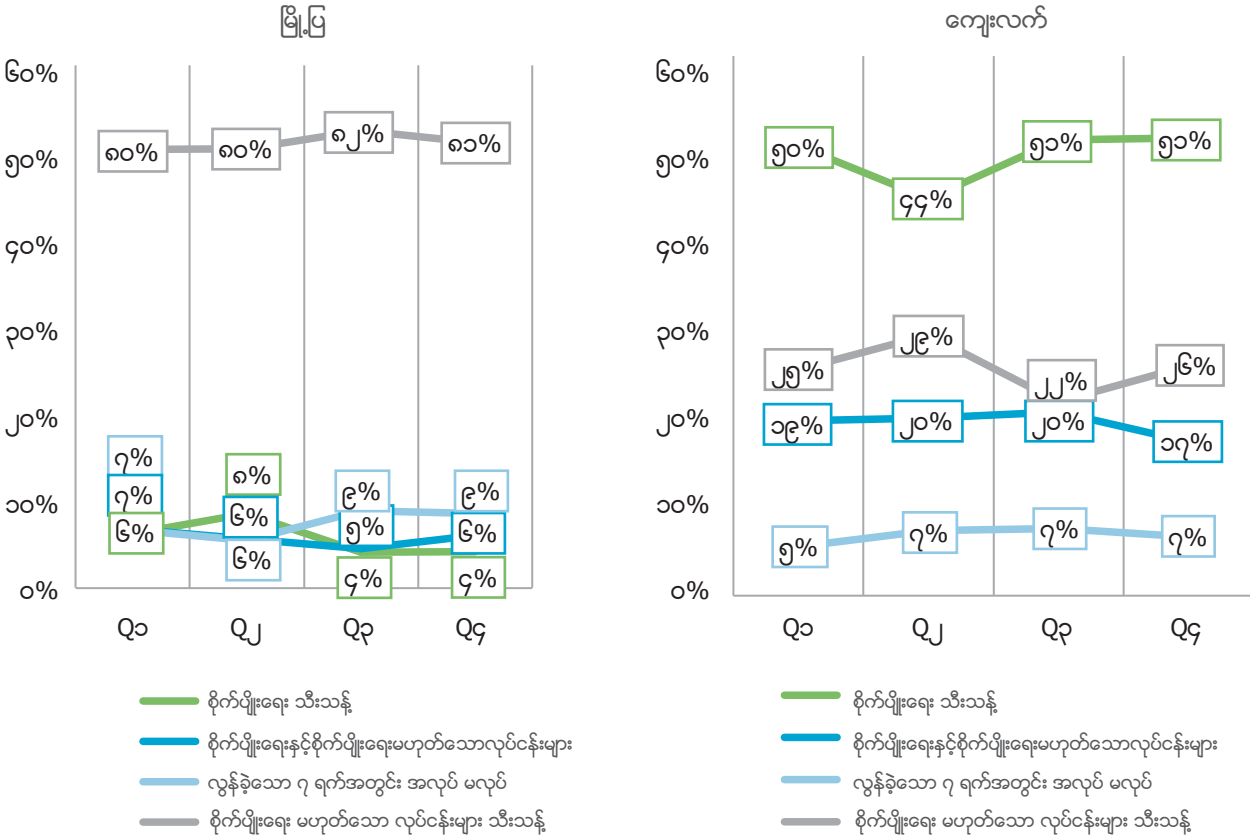 မြို့ပြ
၆၀%
၅၀%
၄၀%
၃၀%
၂၀%
၁၀%
၀%
၈၀%
၈၀%
၈၂%
၈၁%
၇%
၇%
၆%
၈%
၆%
၆%
၉%
၅%
၄%
၉%
၆%
၄%
Q၁
Q၂
Q၃
Q၄
စိုက်ပျိုးရေး သီးသန့်
စိုက်ပျိုးရေးနှင့်စိုက်ပျိုးရေးမဟုတ်သောလုပ်ငန်းများ
လွန်ခဲ့သော ၇ ရက်အတွင်း အလုပ် မလုပ်
စိုက်ပျိုးရေး မဟုတ်သော လုပ်ငန်းများ သီးသန့်
ကျေးလက်
၆၀%
၅၀%
၄၀%
၃၀%
၂၀%
၁၀%
၀%
၅၀%
၄၄%
၅၁%
၅၁%
၂၅%
၂၉%
၂၂%
၂၆%
၁၉%
၂၀%
၂၀%
၁၇%
၅%
၇%
၇%
၇%
Q၁
Q၂
Q၃
Q၄
စိုက်ပျိုးရေး သီးသန့်
စိုက်ပျိုးရေးနှင့်စိုက်ပျိုးရေးမဟုတ်သောလုပ်ငန်းများ
လွန်ခဲ့သော ၇ ရက်အတွင်း အလုပ် မလုပ်
စိုက်ပျိုးရေး မဟုတ်သော လုပ်ငန်းများ သီးသန့်